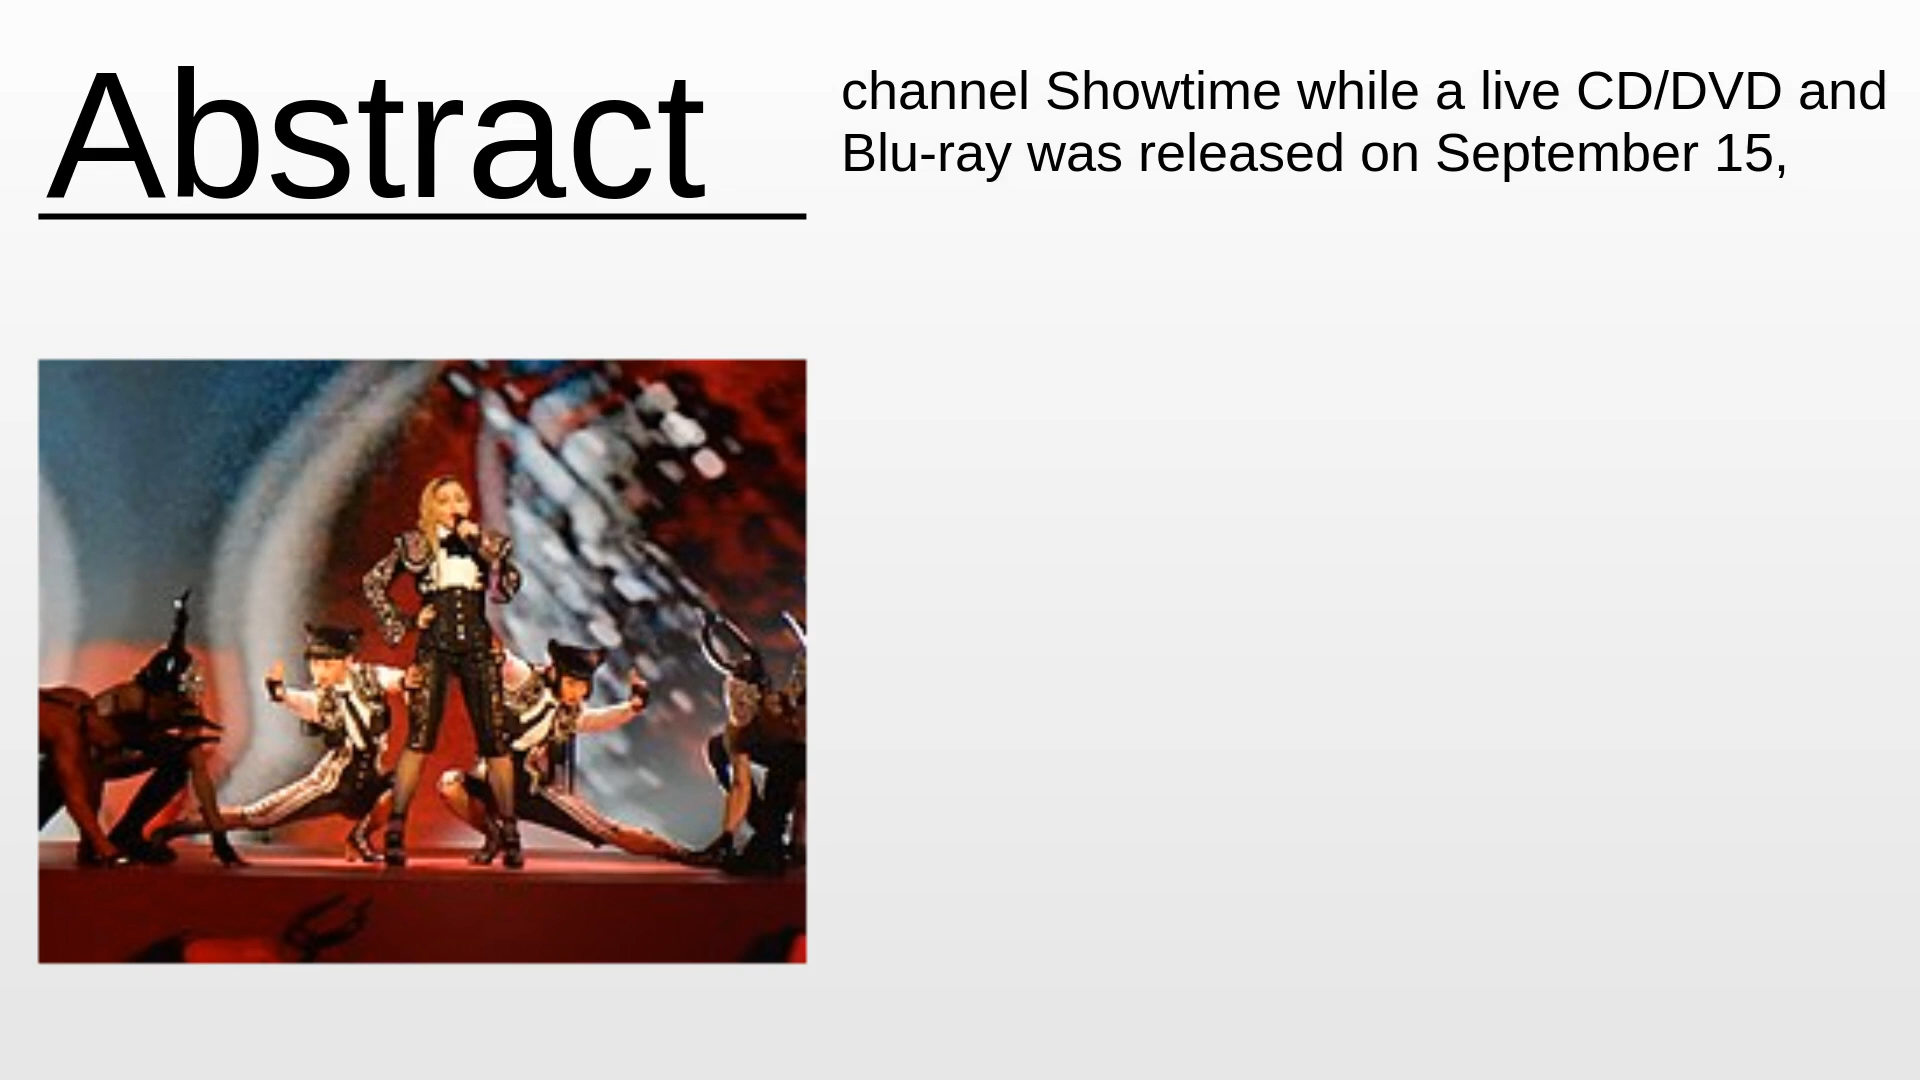 Abstract
channel Showtime while a live CD/DVD and
Blu-ray was released on September 15,